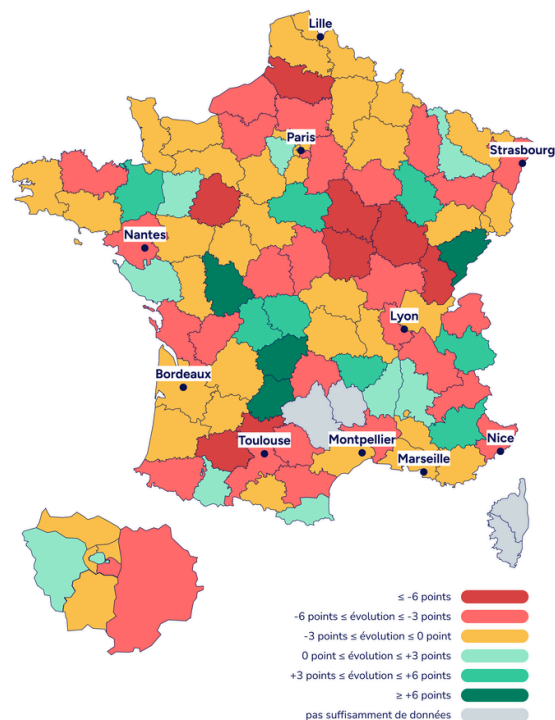 Lille
Paris
Strasbourg
Nantes
Lyon
Bordeaux
Toulouse
Montpellier
Nice
Marseille
≤ -6 points
-6 points ≤ évolution ≤ -3 points
-3 points ≤ évolution ≤ 0 point
0 point ≤ évolution ≤ +3 points
+3 points ≤ évolution ≤ +6 points
≥ +6 points
pas suffisamment de données